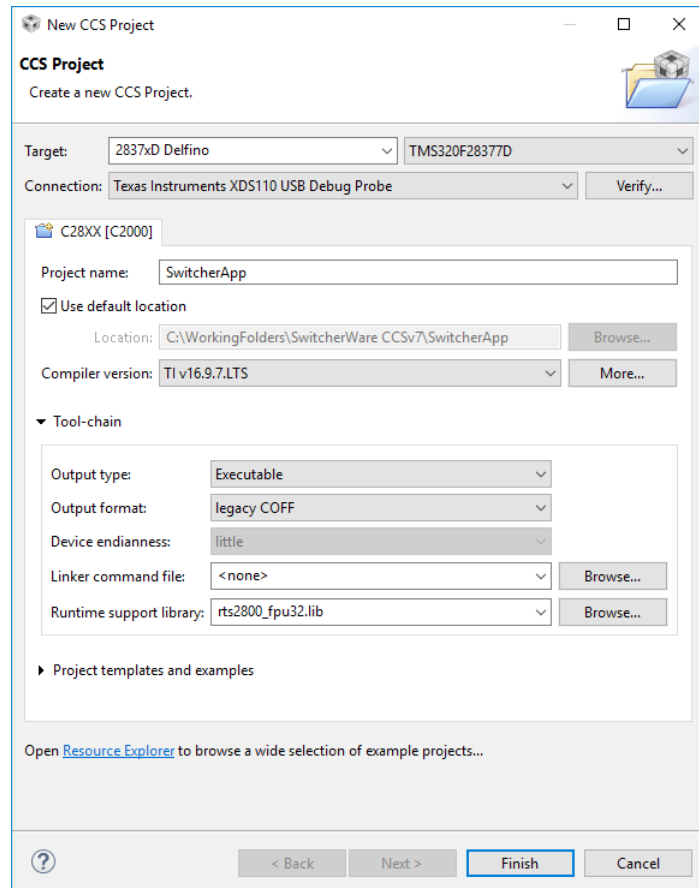 New CCS Project
CCS Project
Create a new CCS Project.
Target: 2837xD Delfino TMS320F28377D
Connection: Texas Instruments XDS110 USB Debug Probe Verify...
C28XX [C2000]
Project name: SwitcherApp
Use default location
Location: C:\WorkingFolders\SwitcherWare CCSv7\SwitcherApp Browse...
Compiler version: TI v16.9.7.LTS More...
Tool-chain
Output type: Executable
Output format: legacy COFF
Device endianness: little
Linker command file: <none> Browse...
Runtime support library: rts2800_fpu32.lib Browse...
Project templates and examples
Open Resource Explorer to browse a wide selection of example projects...
? < Back Next > Finish Cancel